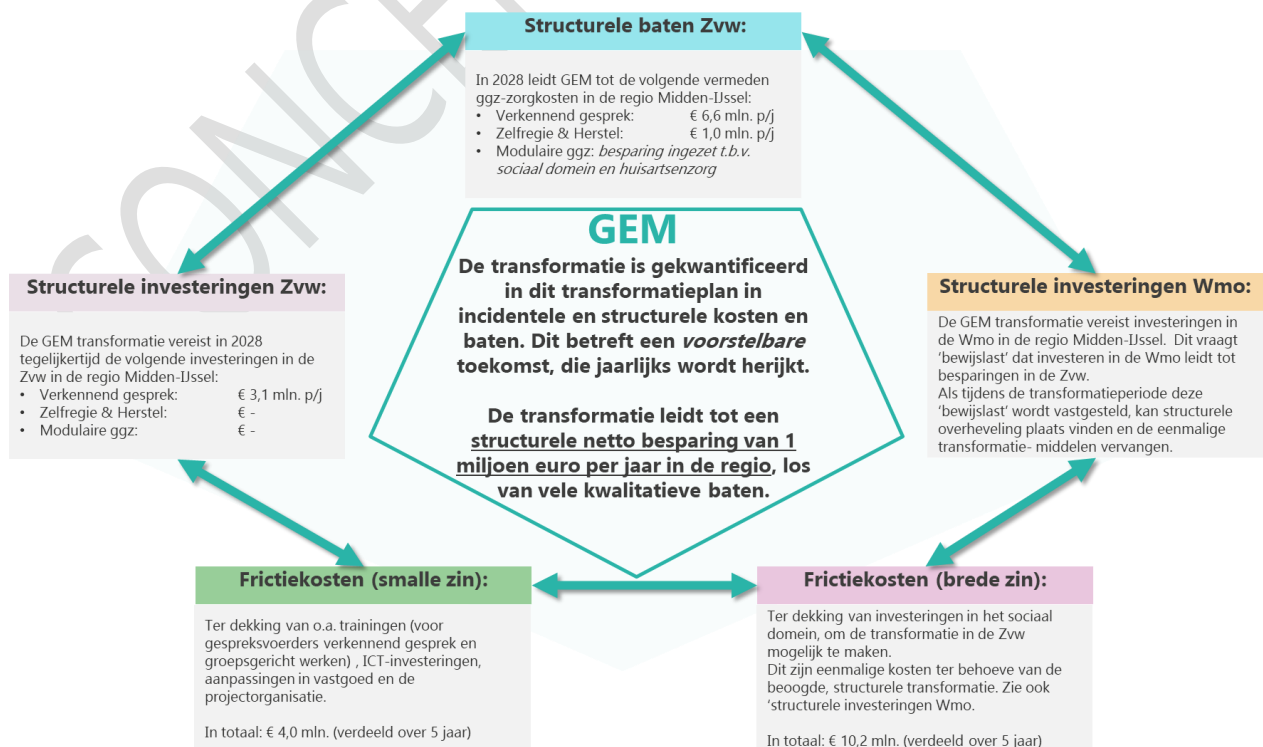 Structurele baten Zvw:
In 2028 leidt GEM tot de volgende vermeden
ggz-zorgkosten in de regio Midden-IJssel:
• Verkennend gesprek: € 6,6 mln. p/j
• Zelfregie & Herstel: € 1,0 mln. p/j
• Modulaire ggz: besparing ingezet t.b.v.
sociaal domein en huisartsenzorg
GEM
De transformatie is gekwantificeerd
in dit transformatieplan in
incidentele en structurele kosten en
baten. Dit betreft een voorstelbare
toekomst, die jaarlijks wordt herijkt.
De transformatie leidt tot een
structurele netto besparing van 1
miljoen euro per jaar in de regio, los
van vele kwalitatieve baten.
Structurele investeringen Zvw:
De GEM transformatie vereist in 2028
tegelijkertijd de volgende investeringen in de
Zvw in de regio Midden-IJssel:
• Verkennend gesprek: € 3,1 mln. p/j
• Zelfregie & Herstel: € -
• Modulaire ggz: € -
Structurele investeringen Wmo:
De GEM transformatie vereist investeringen in
de Wmo in de regio Midden-IJssel. Dit vraagt
‘bewijslast’ dat investeren in de Wmo leidt tot
besparingen in de Zvw.
Als tijdens de transformatieperiode deze
‘bewijslast’ wordt vastgesteld, kan structurele
overheveling plaats vinden en de eenmalige
transformatie- middelen vervangen.
Frictiekosten (smalle zin):
Ter dekking van o.a. trainingen (voor
gespreksvoerders verkennend gesprek en
groepsgericht werken) , ICT-investeringen,
aanpassingen in vastgoed en de
projectorganisatie.
In totaal: € 4,0 mln. (verdeeld over 5 jaar)
Frictiekosten (brede zin):
Ter dekking van investeringen in het sociaal
domein, om de transformatie in de Zvw
mogelijk te maken.
Dit zijn eenmalige kosten ter behoeve van de
beoogde, structurele transformatie. Zie ook
‘structurele investeringen Wmo.
In totaal: € 10,2 mln. (verdeeld over 5 jaar)